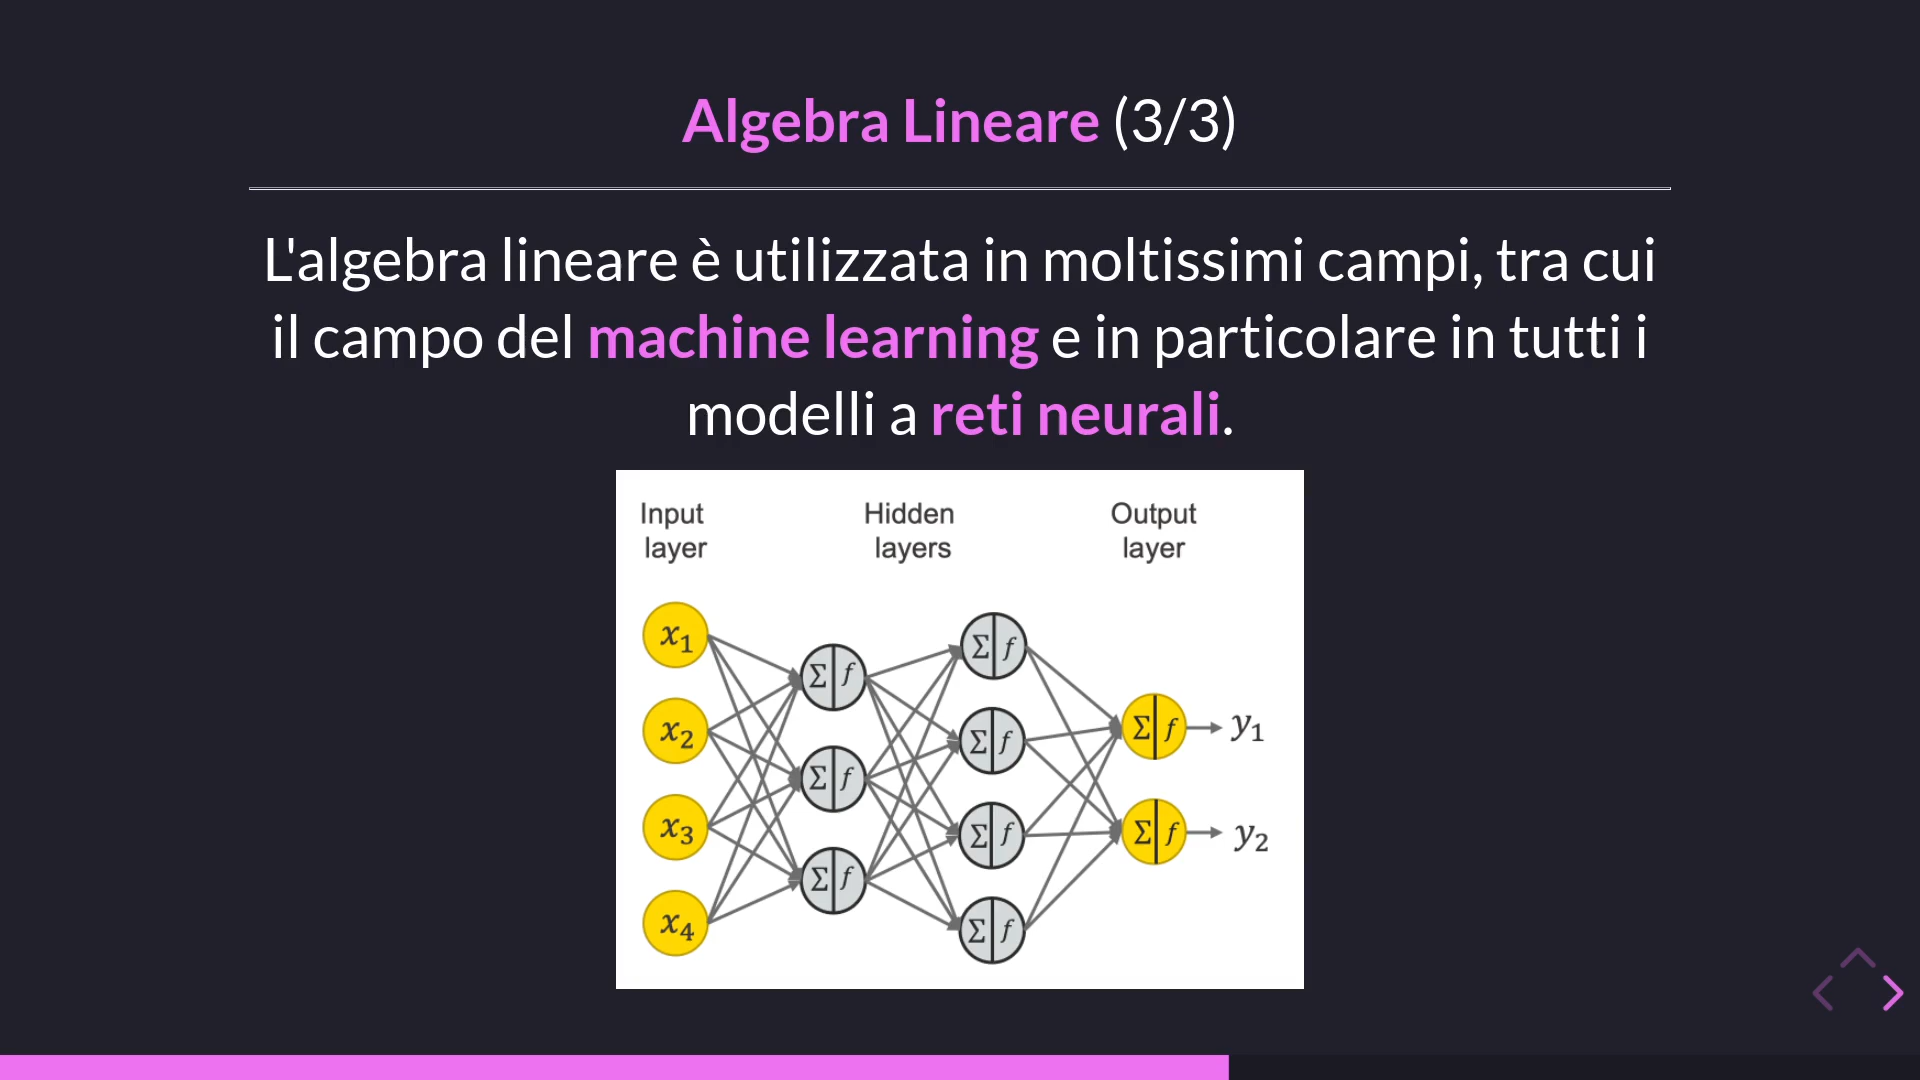 Algebra Lineare (3/3)
L'algebra lineare è utilizzata in moltissimi campi, tra cui
il campo del machine learning e in particolare in tutti i
modelli a reti neurali.
Input layer
Hidden layers
Output layer
x₁
x₂
x₃
x₄
Σ f
Σ f
Σ f
Σ f
Σ f
Σ f
Σ f
Σ f
Σ f
y₁
y₂